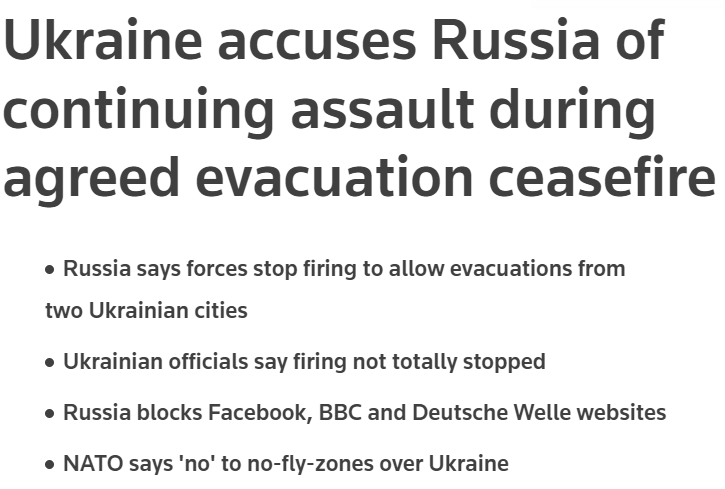 Ukraine accuses Russia of
continuing assault during
agreed evacuation ceasefire
• Russia says forces stop firing to allow evacuations from
two Ukrainian cities
• Ukrainian officials say firing not totally stopped
• Russia blocks Facebook, BBC and Deutsche Welle websites
• NATO says 'no' to no-fly-zones over Ukraine